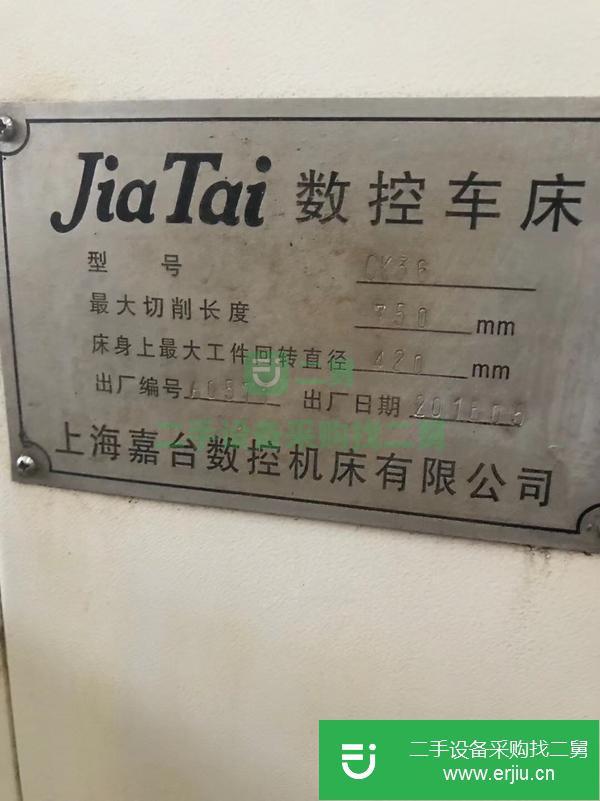 JiaTai 数控车床
型 号 CK36
最大切削长度 750 mm
床身上最大工件回转直径 420 mm
出厂编号 出厂日期 201605
上海嘉台数控机床有限公司
二舅
二手设备采购找二舅
二手设备采购找二舅
www.erjiu.cn